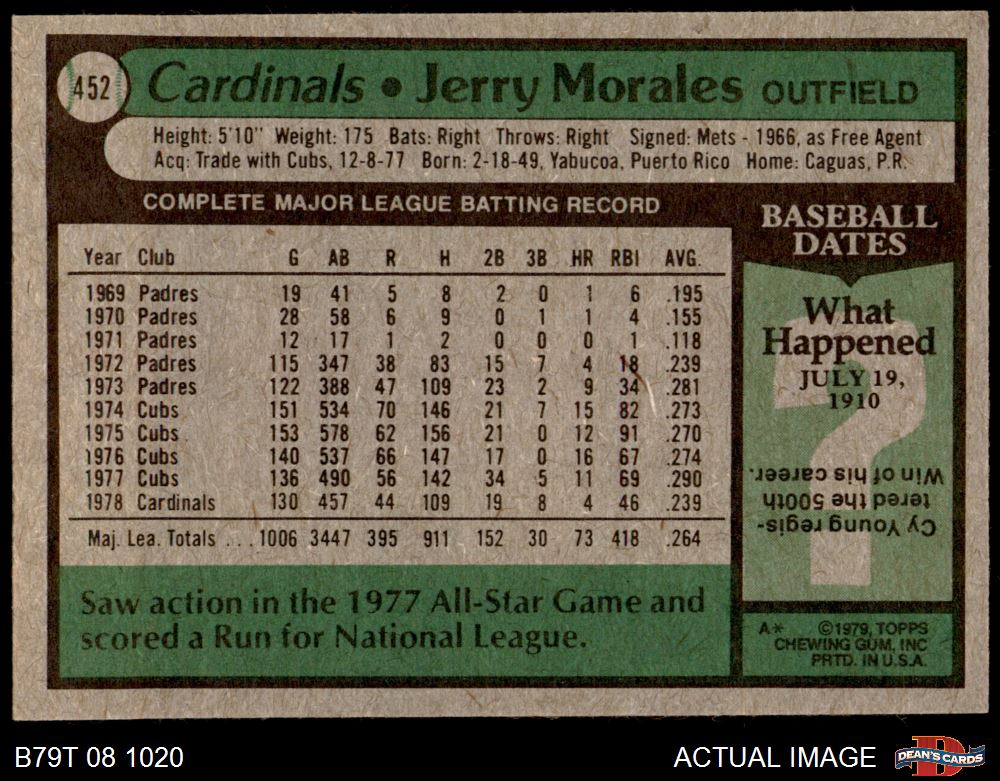 452
Cardinals • Jerry Morales OUTFIELD
Height: 5'10" Weight: 175 Bats: Right Throws: Right Signed: Mets - 1966, as Free Agent
Acq: Trade with Cubs, 12-8-77 Born: 2-18-49, Yabucoa, Puerto Rico Home: Caguas, P.R.
COMPLETE MAJOR LEAGUE BATTING RECORD
Year Club G AB R H 2B 3B HR RBI AVG.
1969 Padres 19 41 5 8 2 0 1 6 .195
1970 Padres 28 58 6 9 0 1 1 4 .155
1971 Padres 12 17 1 2 0 0 0 1 .118
1972 Padres 115 347 38 83 15 7 4 18 .239
1973 Padres 122 388 47 109 23 2 9 34 .281
1974 Cubs 151 534 70 146 21 7 15 82 .273
1975 Cubs 153 578 62 156 21 0 12 91 .270
1976 Cubs 140 537 66 147 17 0 16 67 .274
1977 Cubs 136 490 56 142 34 5 11 69 .290
1978 Cardinals 130 457 44 109 19 8 4 46 .239
Maj. Lea. Totals ... 1006 3447 395 911 152 30 73 418 .264
Saw action in the 1977 All-Star Game and
scored a Run for National League.
BASEBALL
DATES
What
Happened
JULY 19,
1910
Cy Young regis-
tered the 500th
Win of his career.
A* ©1979, TOPPS
CHEWING GUM, INC
PRTD. IN U.S.A.
B79T 08 1020
ACTUAL IMAGE
D
DEAN'S CARDS